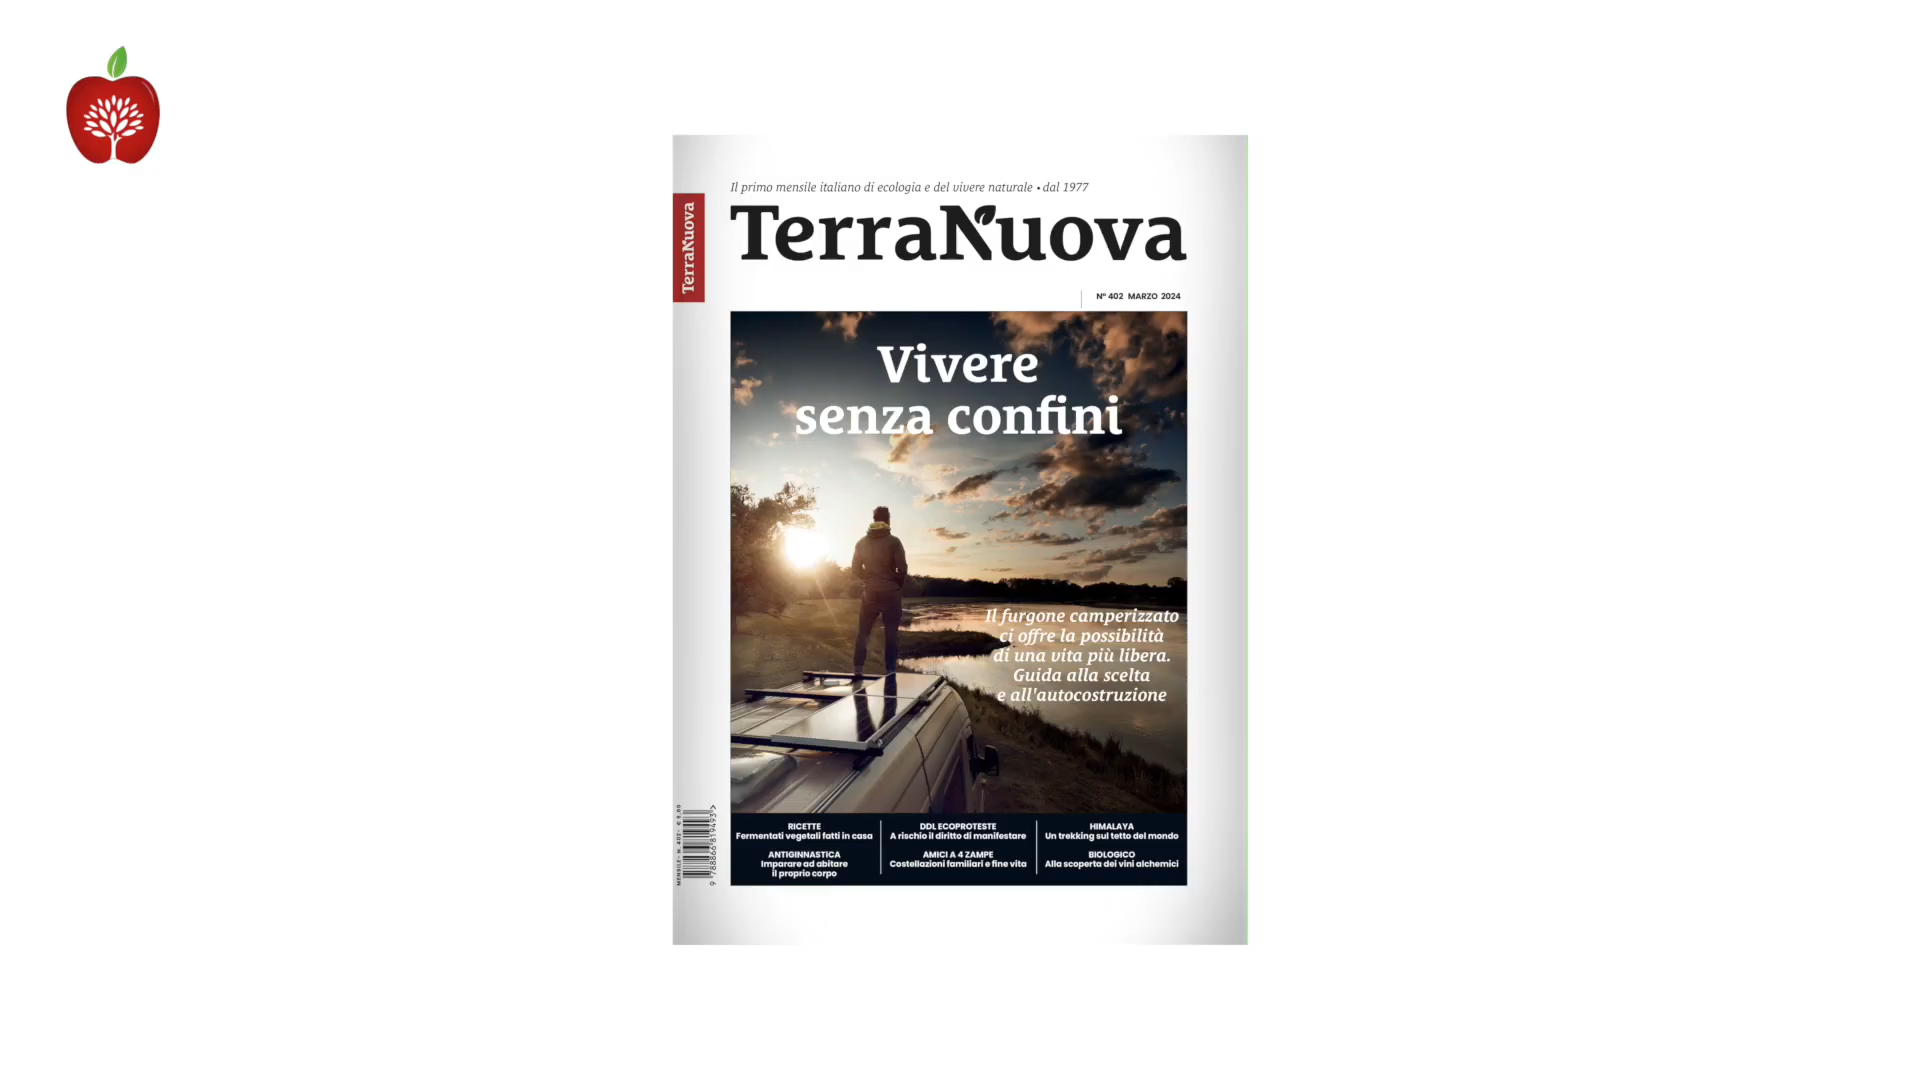 Il primo mensile italiano di ecologia e del vivere naturale • dal 1977
TerraNuova
TerraNuova
N° 402 MARZO 2024
Vivere
senza confini
Il furgone camperizzato
ci offre la possibilità
di una vita più libera.
Guida alla scelta
e all'autocostruzione
RICETTE
Fermentati vegetali fatti in casa
ANTIGINNASTICA
Imparare ad abitare
il proprio corpo
DDL ECOPROTESTE
A rischio il diritto di manifestare
AMICI A 4 ZAMPE
Costellazioni familiari e fine vita
HIMALAYA
Un trekking sul tetto del mondo
BIOLOGICO
Alla scoperta dei vini alchemici
9 788866 819493 >